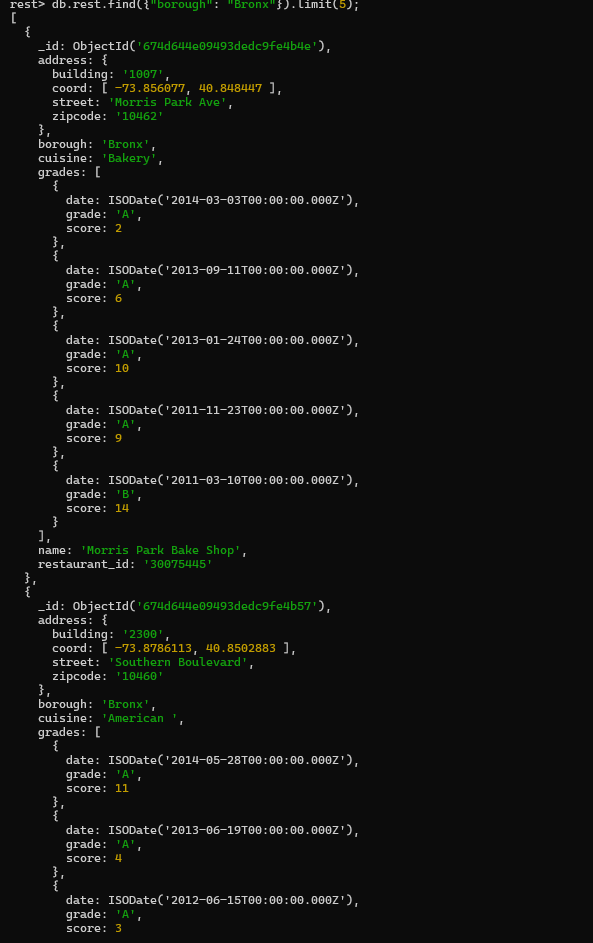 rest> db.rest.find({"borough": "Bronx"}).limit(5);
[
  {
    _id: ObjectId('674d644e09493dedc9fe4b4e'),
    address: {
      building: '1007',
      coord: [ -73.856077, 40.848447 ],
      street: 'Morris Park Ave',
      zipcode: '10462'
    },
    borough: 'Bronx',
    cuisine: 'Bakery',
    grades: [
      {
        date: ISODate('2014-03-03T00:00:00.000Z'),
        grade: 'A',
        score: 2
      },
      {
        date: ISODate('2013-09-11T00:00:00.000Z'),
        grade: 'A',
        score: 6
      },
      {
        date: ISODate('2013-01-24T00:00:00.000Z'),
        grade: 'A',
        score: 10
      },
      {
        date: ISODate('2011-11-23T00:00:00.000Z'),
        grade: 'A',
        score: 9
      },
      {
        date: ISODate('2011-03-10T00:00:00.000Z'),
        grade: 'B',
        score: 14
      }
    ],
    name: 'Morris Park Bake Shop',
    restaurant_id: '30075445'
  },
  {
    _id: ObjectId('674d644e09493dedc9fe4b57'),
    address: {
      building: '2300',
      coord: [ -73.8786113, 40.8502883 ],
      street: 'Southern Boulevard',
      zipcode: '10460'
    },
    borough: 'Bronx',
    cuisine: 'American ',
    grades: [
      {
        date: ISODate('2014-05-28T00:00:00.000Z'),
        grade: 'A',
        score: 11
      },
      {
        date: ISODate('2013-06-19T00:00:00.000Z'),
        grade: 'A',
        score: 4
      },
      {
        date: ISODate('2012-06-15T00:00:00.000Z'),
        grade: 'A',
        score: 3